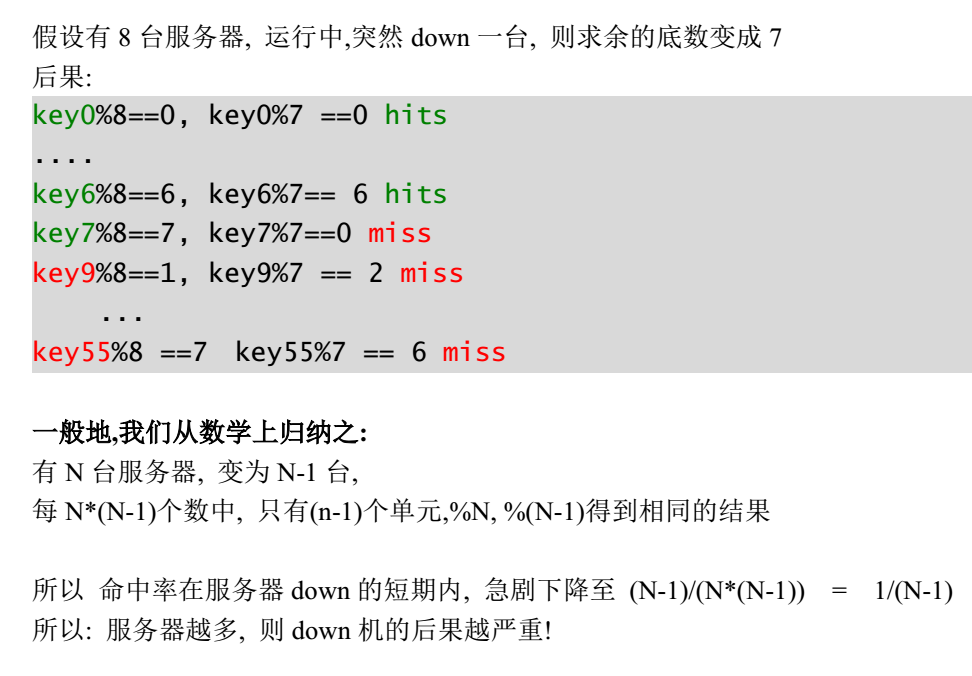 假设有 8 台服务器, 运行中,突然 down 一台, 则求余的底数变成 7
后果:
key0%8==0, key0%7 ==0 hits
....
key6%8==6, key6%7== 6 hits
key7%8==7, key7%7==0 miss
key9%8==1, key9%7 == 2 miss
...
key55%8 ==7 key55%7 == 6 miss
一般地,我们从数学上归纳之:
有 N 台服务器, 变为 N-1 台,
每 N*(N-1)个数中, 只有(n-1)个单元,%N, %(N-1)得到相同的结果
所以 命中率在服务器 down 的短期内, 急剧下降至 (N-1)/(N*(N-1)) = 1/(N-1)
所以: 服务器越多, 则 down 机的后果越严重!